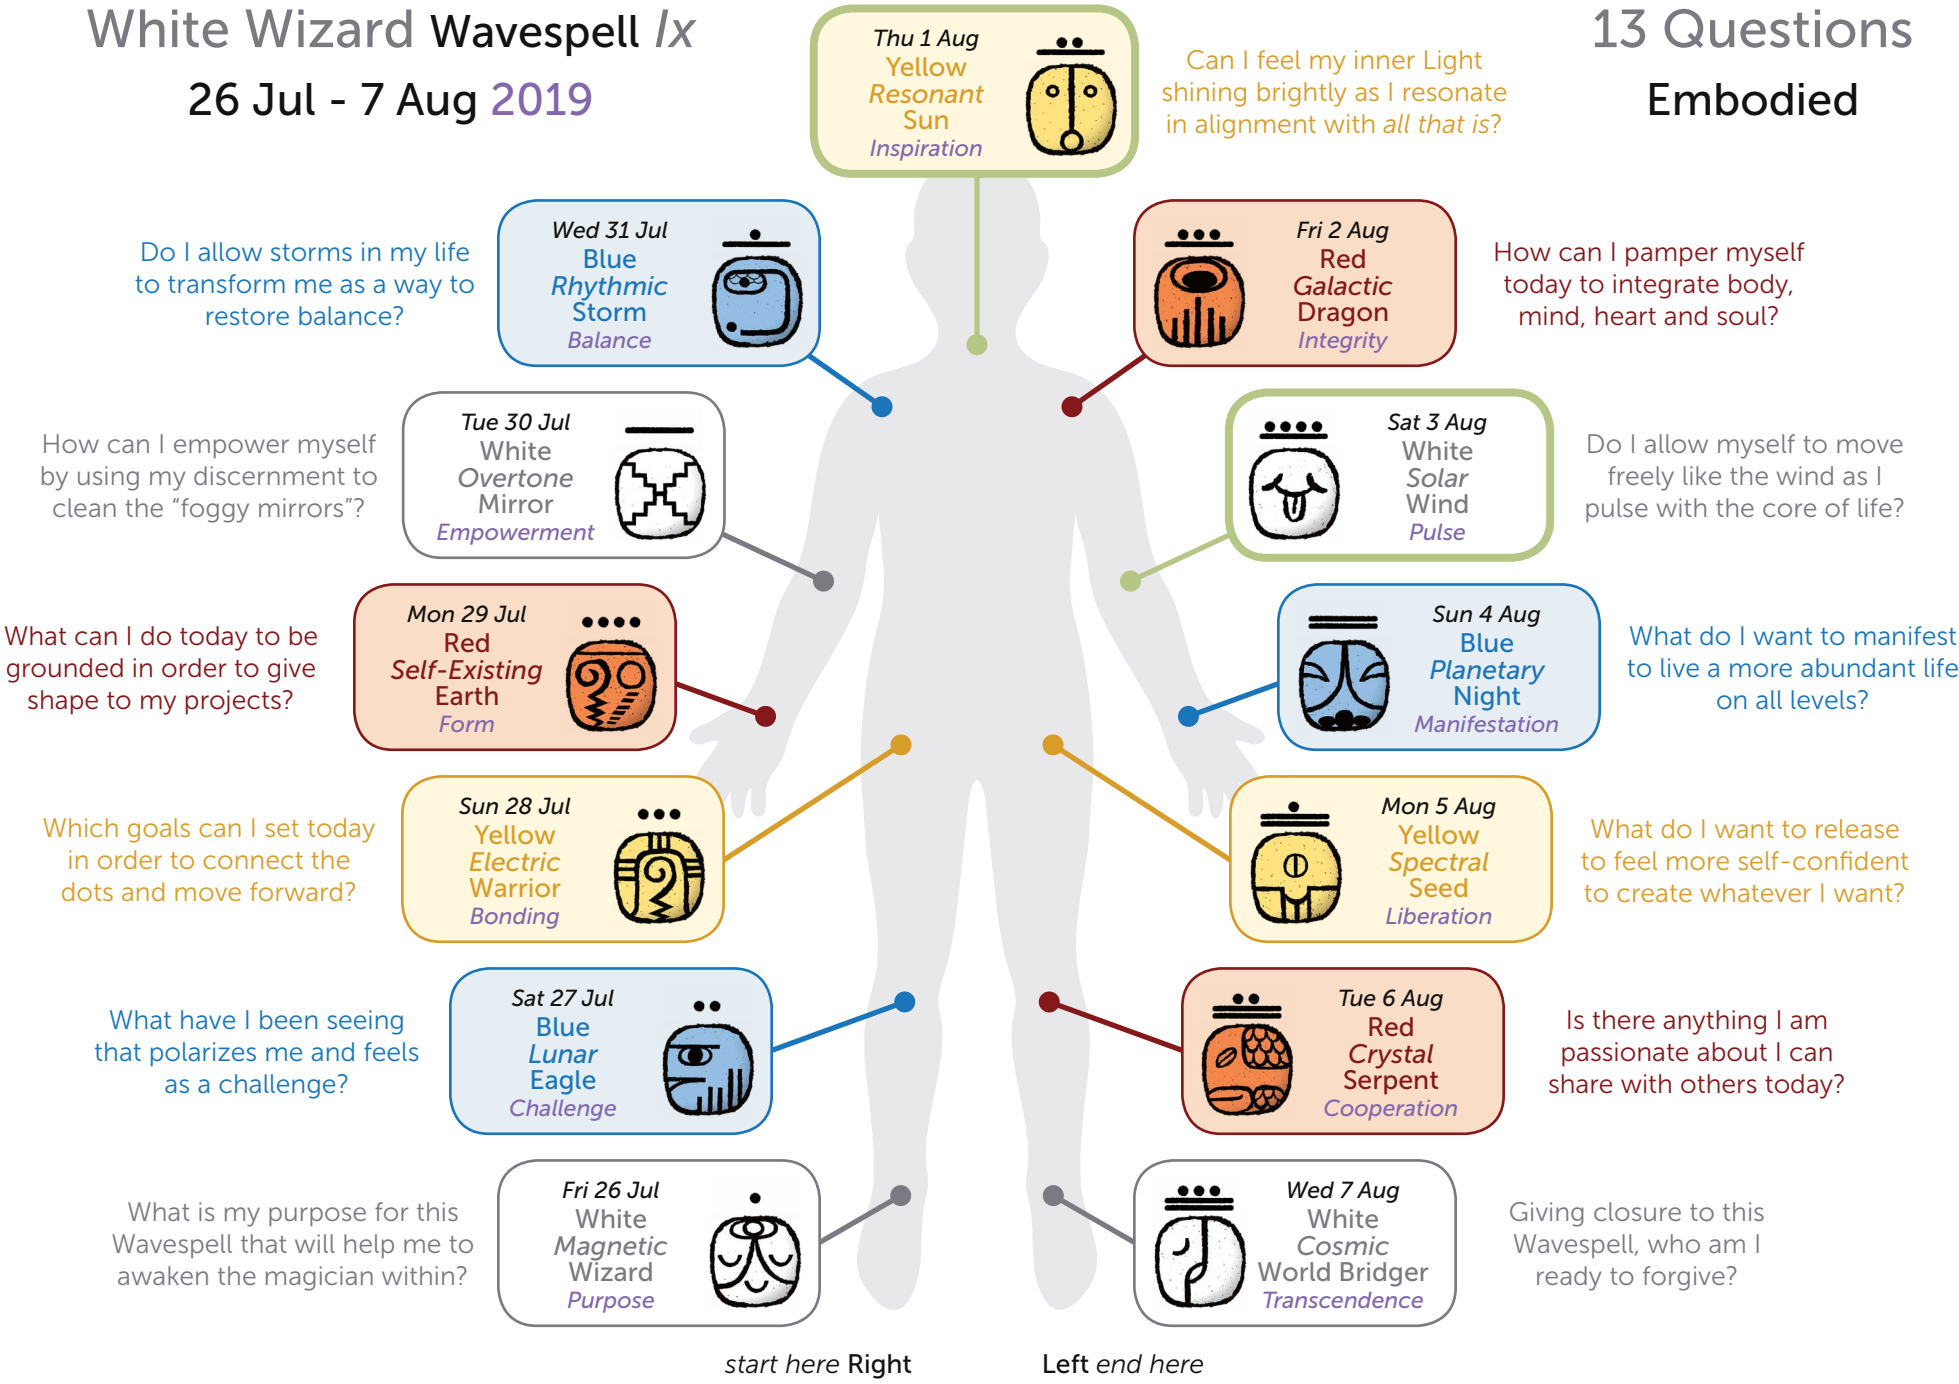 White Wizard Wavespell Ix
26 Jul - 7 Aug 2019
13 Questions
Embodied
Thu 1 Aug
Yellow
Resonant
Sun
Inspiration
Can I feel my inner Light
shining brightly as I resonate
in alignment with all that is?
Do I allow storms in my life
to transform me as a way to
restore balance?
Wed 31 Jul
Blue
Rhythmic
Storm
Balance
Fri 2 Aug
Red
Galactic
Dragon
Integrity
How can I pamper myself
today to integrate body,
mind, heart and soul?
How can I empower myself
by using my discernment to
clean the “foggy mirrors”?
Tue 30 Jul
White
Overtone
Mirror
Empowerment
Sat 3 Aug
White
Solar
Wind
Pulse
Do I allow myself to move
freely like the wind as I
pulse with the core of life?
What can I do today to be
grounded in order to give
shape to my projects?
Mon 29 Jul
Red
Self-Existing
Earth
Form
Sun 4 Aug
Blue
Planetary
Night
Manifestation
What do I want to manifest
to live a more abundant life
on all levels?
Which goals can I set today
in order to connect the
dots and move forward?
Sun 28 Jul
Yellow
Electric
Warrior
Bonding
Mon 5 Aug
Yellow
Spectral
Seed
Liberation
What do I want to release
to feel more self-confident
to create whatever I want?
What have I been seeing
that polarizes me and feels
as a challenge?
Sat 27 Jul
Blue
Lunar
Eagle
Challenge
Tue 6 Aug
Red
Crystal
Serpent
Cooperation
Is there anything I am
passionate about I can
share with others today?
What is my purpose for this
Wavespell that will help me to
awaken the magician within?
Fri 26 Jul
White
Magnetic
Wizard
Purpose
Wed 7 Aug
White
Cosmic
World Bridger
Transcendence
Giving closure to this
Wavespell, who am I
ready to forgive?
start here Right
Left end here